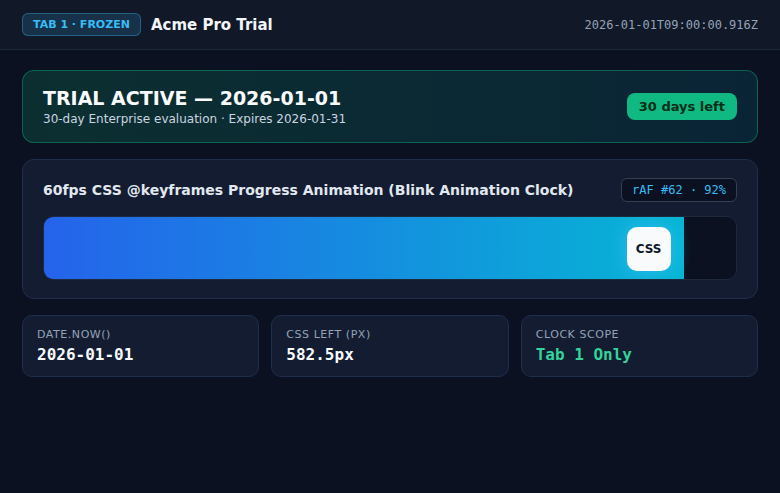 TAB 1 · FROZEN Acme Pro Trial 2026-01-01T09:00:00.916Z
TRIAL ACTIVE — 2026-01-01
30-day Enterprise evaluation · Expires 2026-01-31
30 days left
60fps CSS @keyframes Progress Animation (Blink Animation Clock) rAF #62 · 92%
CSS
DATE.NOW()
2026-01-01
CSS LEFT (PX)
582.5px
CLOCK SCOPE
Tab 1 Only